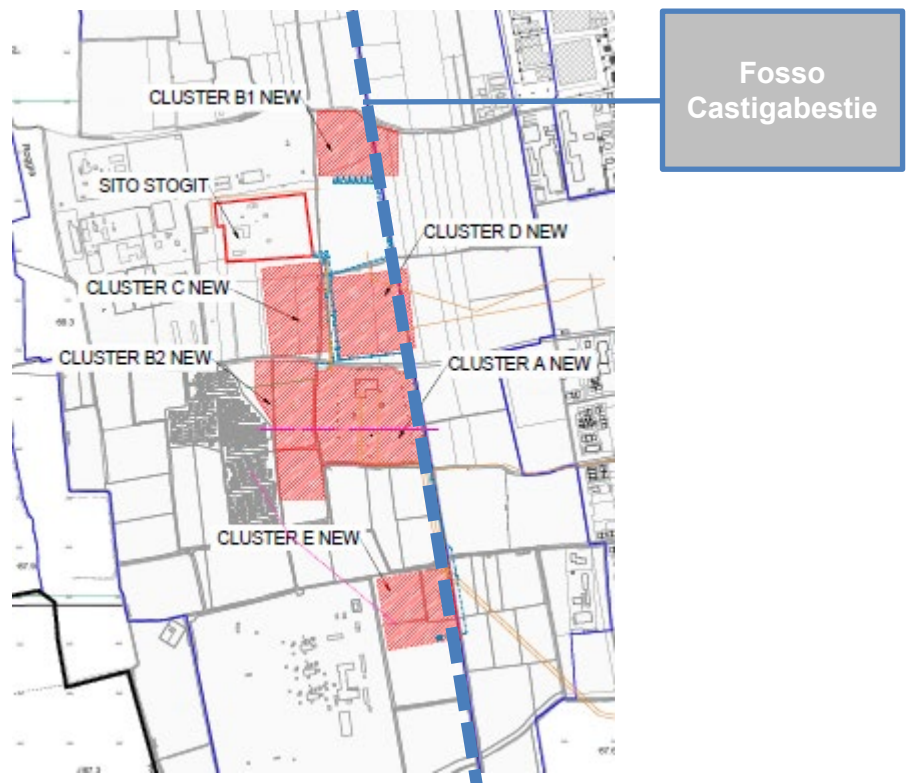 Fosso
Castigabestie
CLUSTER B1 NEW
SITO STOGIT
CLUSTER D NEW
CLUSTER C NEW
CLUSTER B2 NEW
CLUSTER A NEW
CLUSTER E NEW